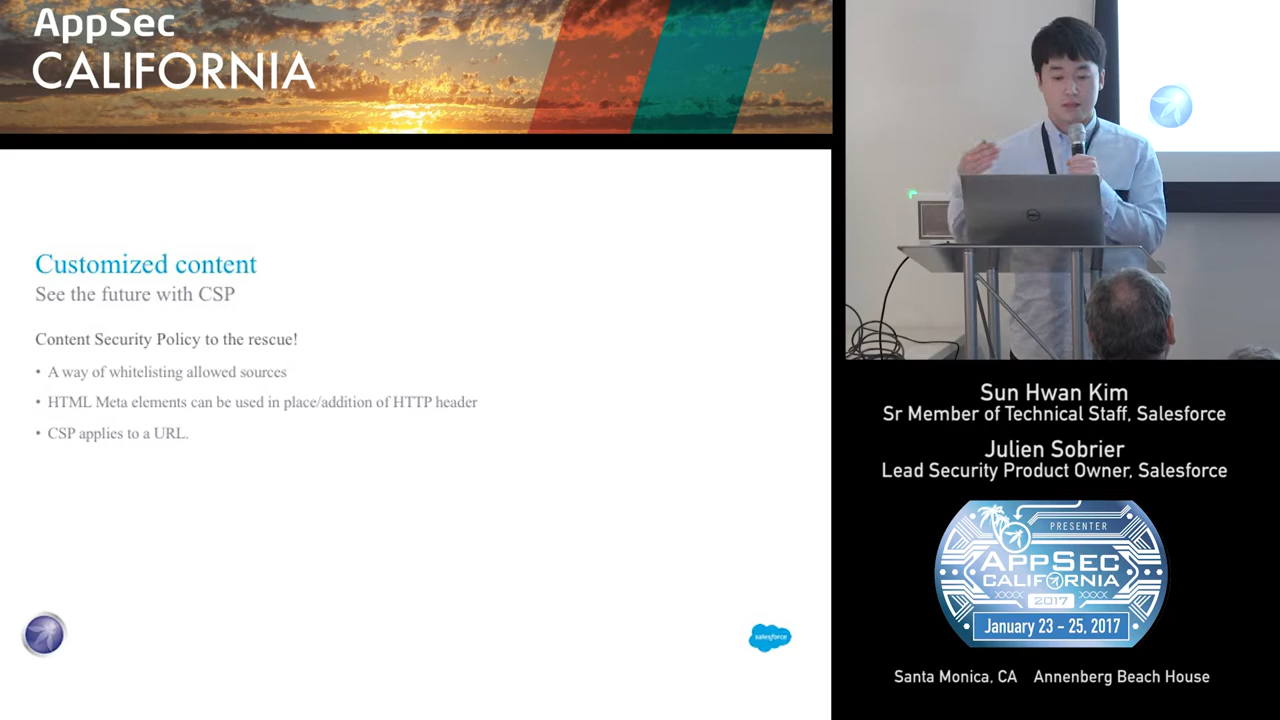 AppSec
CALIFORNIA
Customized content
See the future with CSP
Content Security Policy to the rescue!
• A way of whitelisting allowed sources
• HTML Meta elements can be used in place/addition of HTTP header
• CSP applies to a URL.
salesforce
DELL
Sun Hwan Kim
Sr Member of Technical Staff, Salesforce
Julien Sobrier
Lead Security Product Owner, Salesforce
PRESENTER
APPSEC
CALIFORNIA
2017
January 23 - 25, 2017
Santa Monica, CA Annenberg Beach House